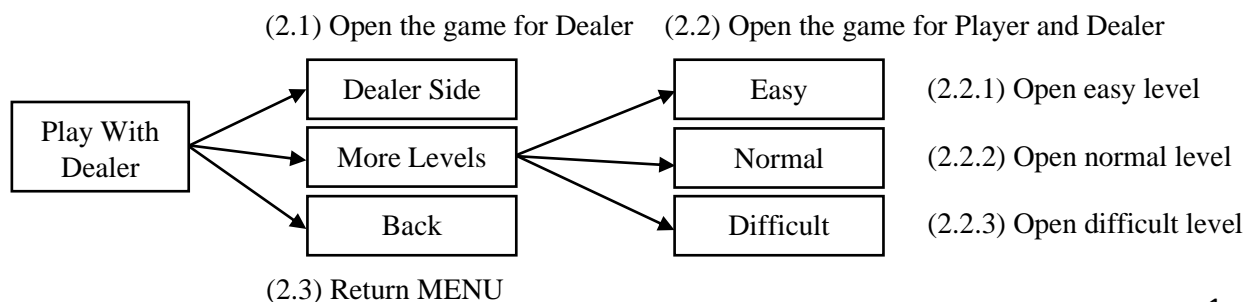 (2.1) Open the game for Dealer (2.2) Open the game for Player and Dealer
Play With
Dealer
Dealer Side
More Levels
Back
Easy
Normal
Difficult
(2.2.1) Open easy level
(2.2.2) Open normal level
(2.2.3) Open difficult level
(2.3) Return MENU